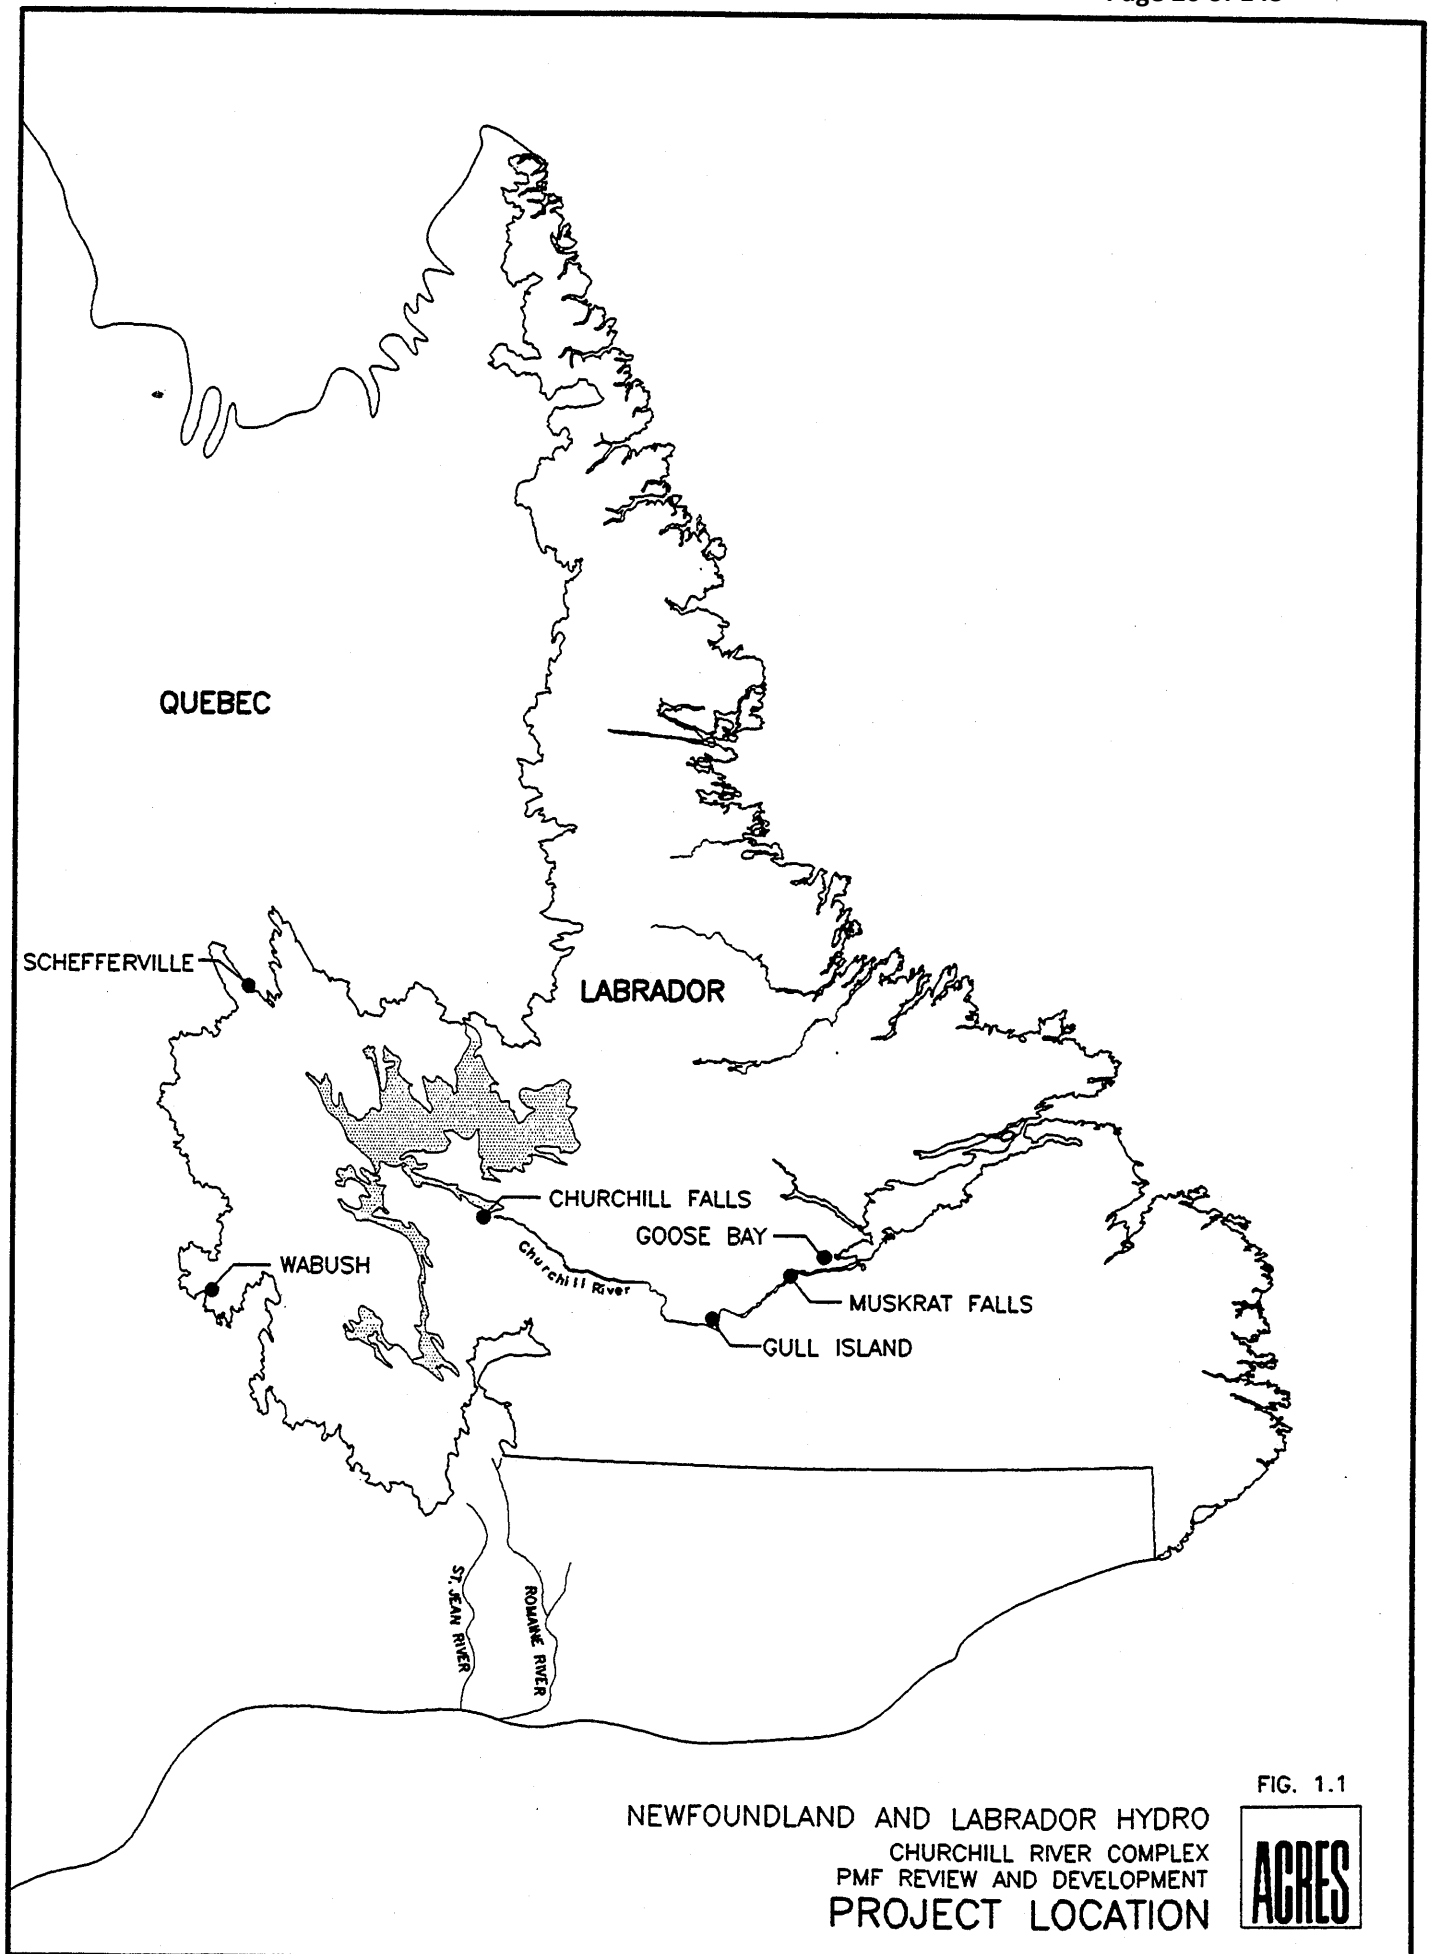 QUEBEC
SCHEFFERVILLE
LABRADOR
CHURCHILL FALLS
GOOSE BAY
Churchill River
WABUSH
MUSKRAT FALLS
GULL ISLAND
ST. JEAN RIVER
ROMAINE RIVER
FIG. 1.1
NEWFOUNDLAND AND LABRADOR HYDRO
CHURCHILL RIVER COMPLEX
PMF REVIEW AND DEVELOPMENT
PROJECT LOCATION
ACRES